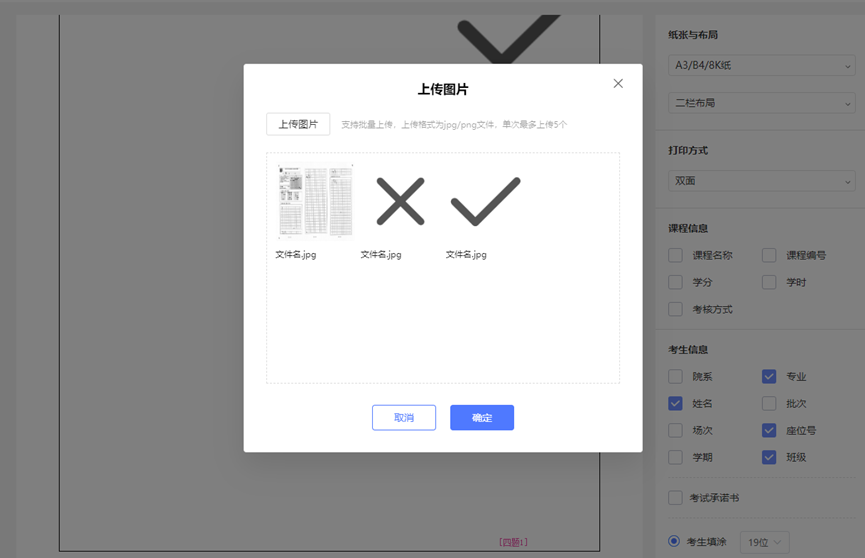 上传图片
上传图片 支持批量上传，上传格式为jpg/png文件，单次最多上传5个
文件名.jpg 文件名.jpg 文件名.jpg
取消 确定
[四题1]
纸张与布局
A3/B4/8K纸
二栏布局
打印方式
双面
课程信息
课程名称 课程编号
学分 学时
考核方式
考生信息
院系 专业
姓名 批次
场次 座位号
学期 班级
考试承诺书
考生填涂 19位